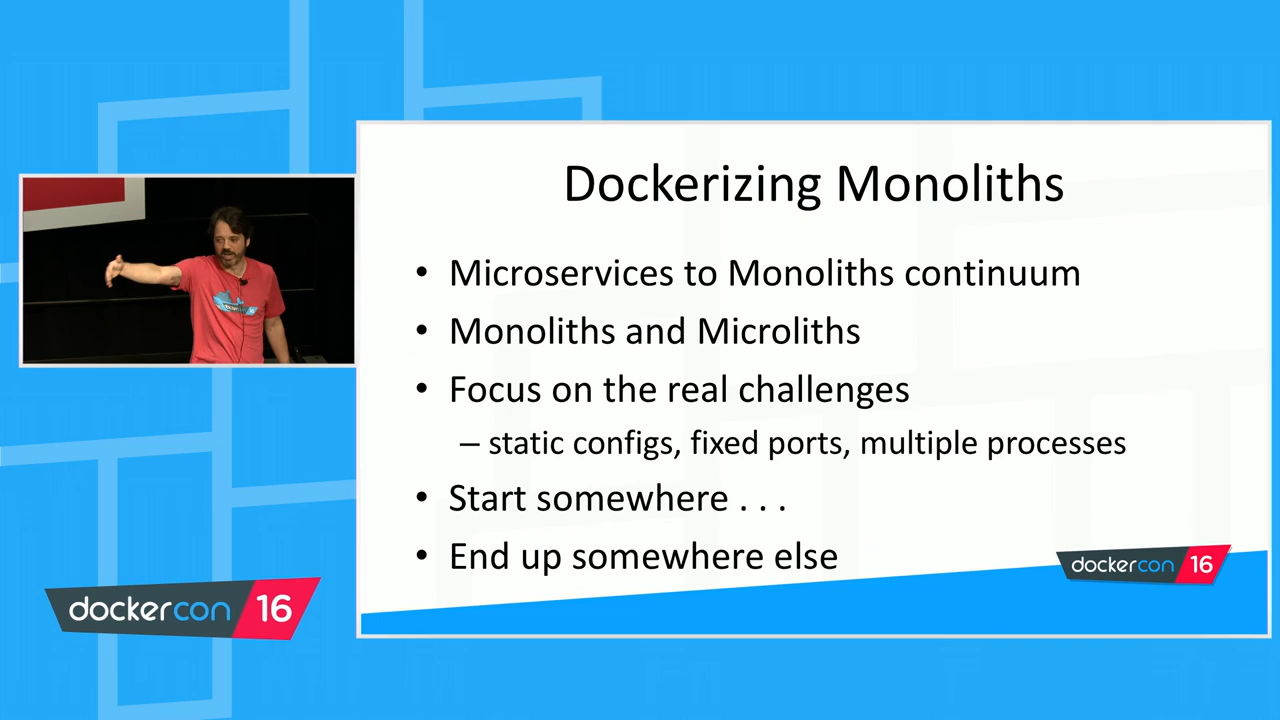 Dockerizing Monoliths
• Microservices to Monoliths continuum
• Monoliths and Microliths
• Focus on the real challenges
– static configs, fixed ports, multiple processes
• Start somewhere . . .
• End up somewhere else
dockercon 16
dockercon 16